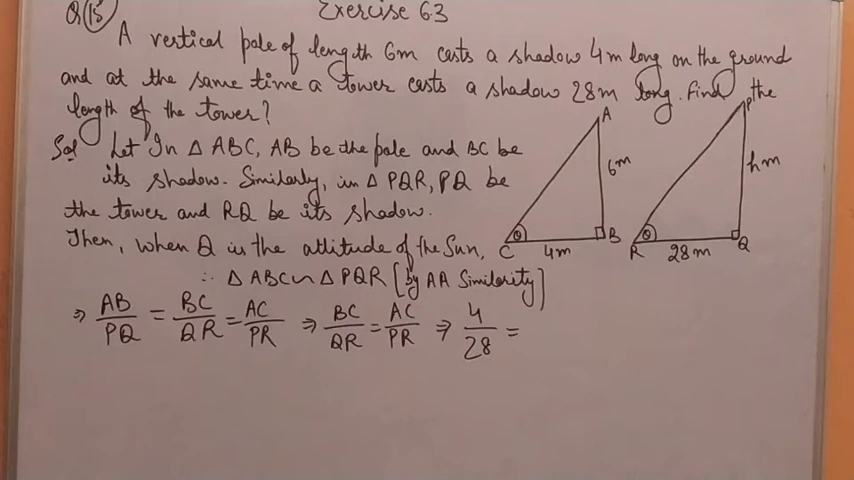 Q (15) Exercise 6.3
A vertical pole of length 6m casts a shadow 4m long on the ground
and at the same time a tower casts a shadow 28m long. Find the
length of the tower?
Sol Let In △ ABC, AB be the pole and BC be
its shadow. Similarly, in △ PQR, PQ be
the tower and RQ be its shadow.
Then, when Q is the altitude of the Sun,
∴ △ ABC ~ △ PQR [by AA Similarity]
⇒ AB/PQ = BC/QR = AC/PR ⇒ BC/QR = AC/PR ⇒ 4/28 =
A
6m
θ
C 4m B
P
hm
θ
R 28m Q